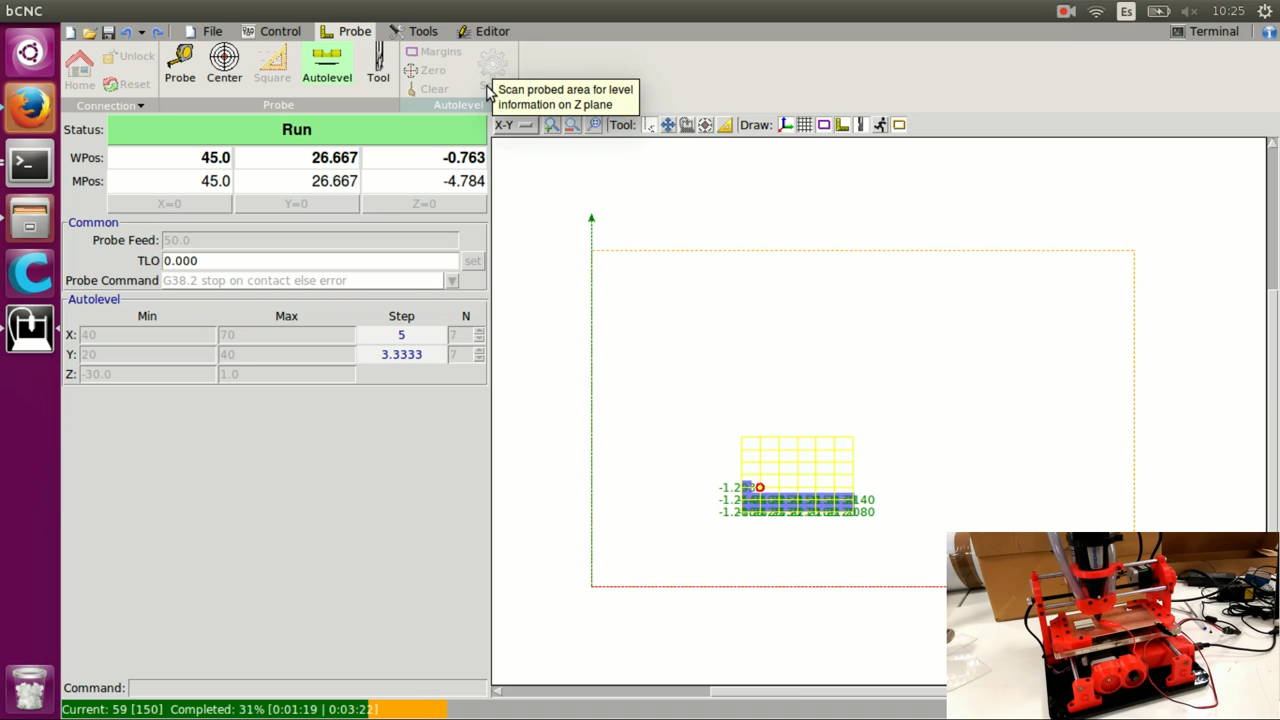 bCNC
Es
10:25
File Control Probe Tools Editor
Terminal
Home Unlock
Reset
Connection
Probe Center Square Autolevel Tool
Probe
Margins
Zero
Clear
Autolevel
Scan probed area for level
information on Z plane
X-Y Tool: Draw:
Status: Run
WPos: 45.0 26.667 -0.763
MPos: 45.0 26.667 -4.784
X=0 Y=0 Z=0
Common
Probe Feed: 50.0
TLO 0.000 set
Probe Command G38.2 stop on contact else error
Autolevel
Min Max Step N
X: 40 70 5 7
Y: 20 40 3.3333 7
Z: -30.0 1.0
Command:
Current: 59 [150] Completed: 31% [0:01:19 | 0:03:22]